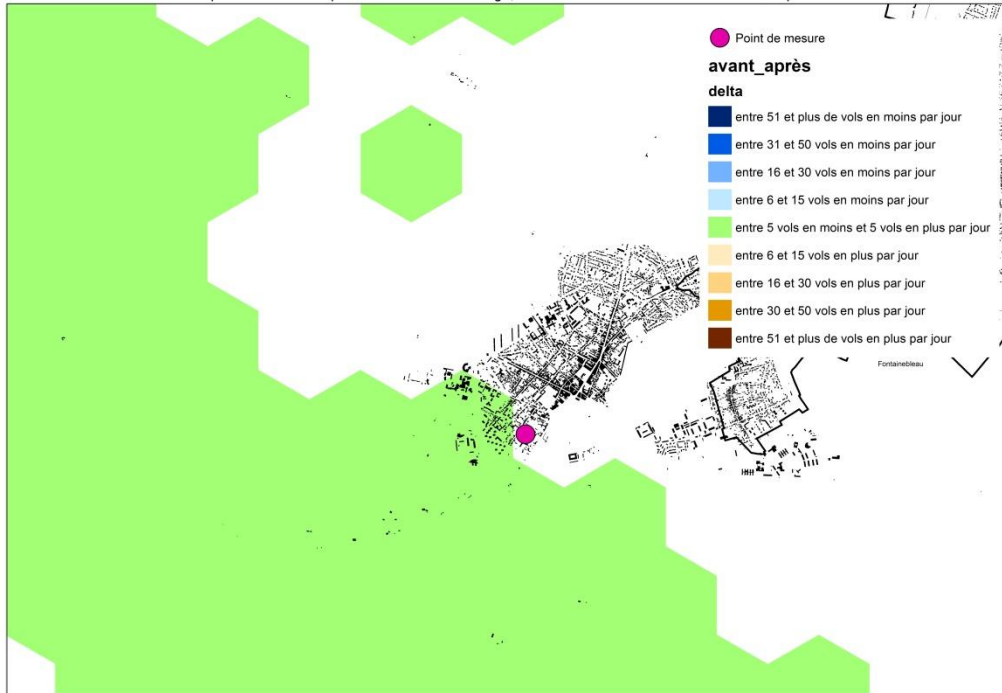 Point de mesure
avant_après
delta
entre 51 et plus de vols en moins par jour
entre 31 et 50 vols en moins par jour
entre 16 et 30 vols en moins par jour
entre 6 et 15 vols en moins par jour
entre 5 vols en moins et 5 vols en plus par jour
entre 6 et 15 vols en plus par jour
entre 16 et 30 vols en plus par jour
entre 30 et 50 vols en plus par jour
entre 51 et plus de vols en plus par jour
Fontainebleau